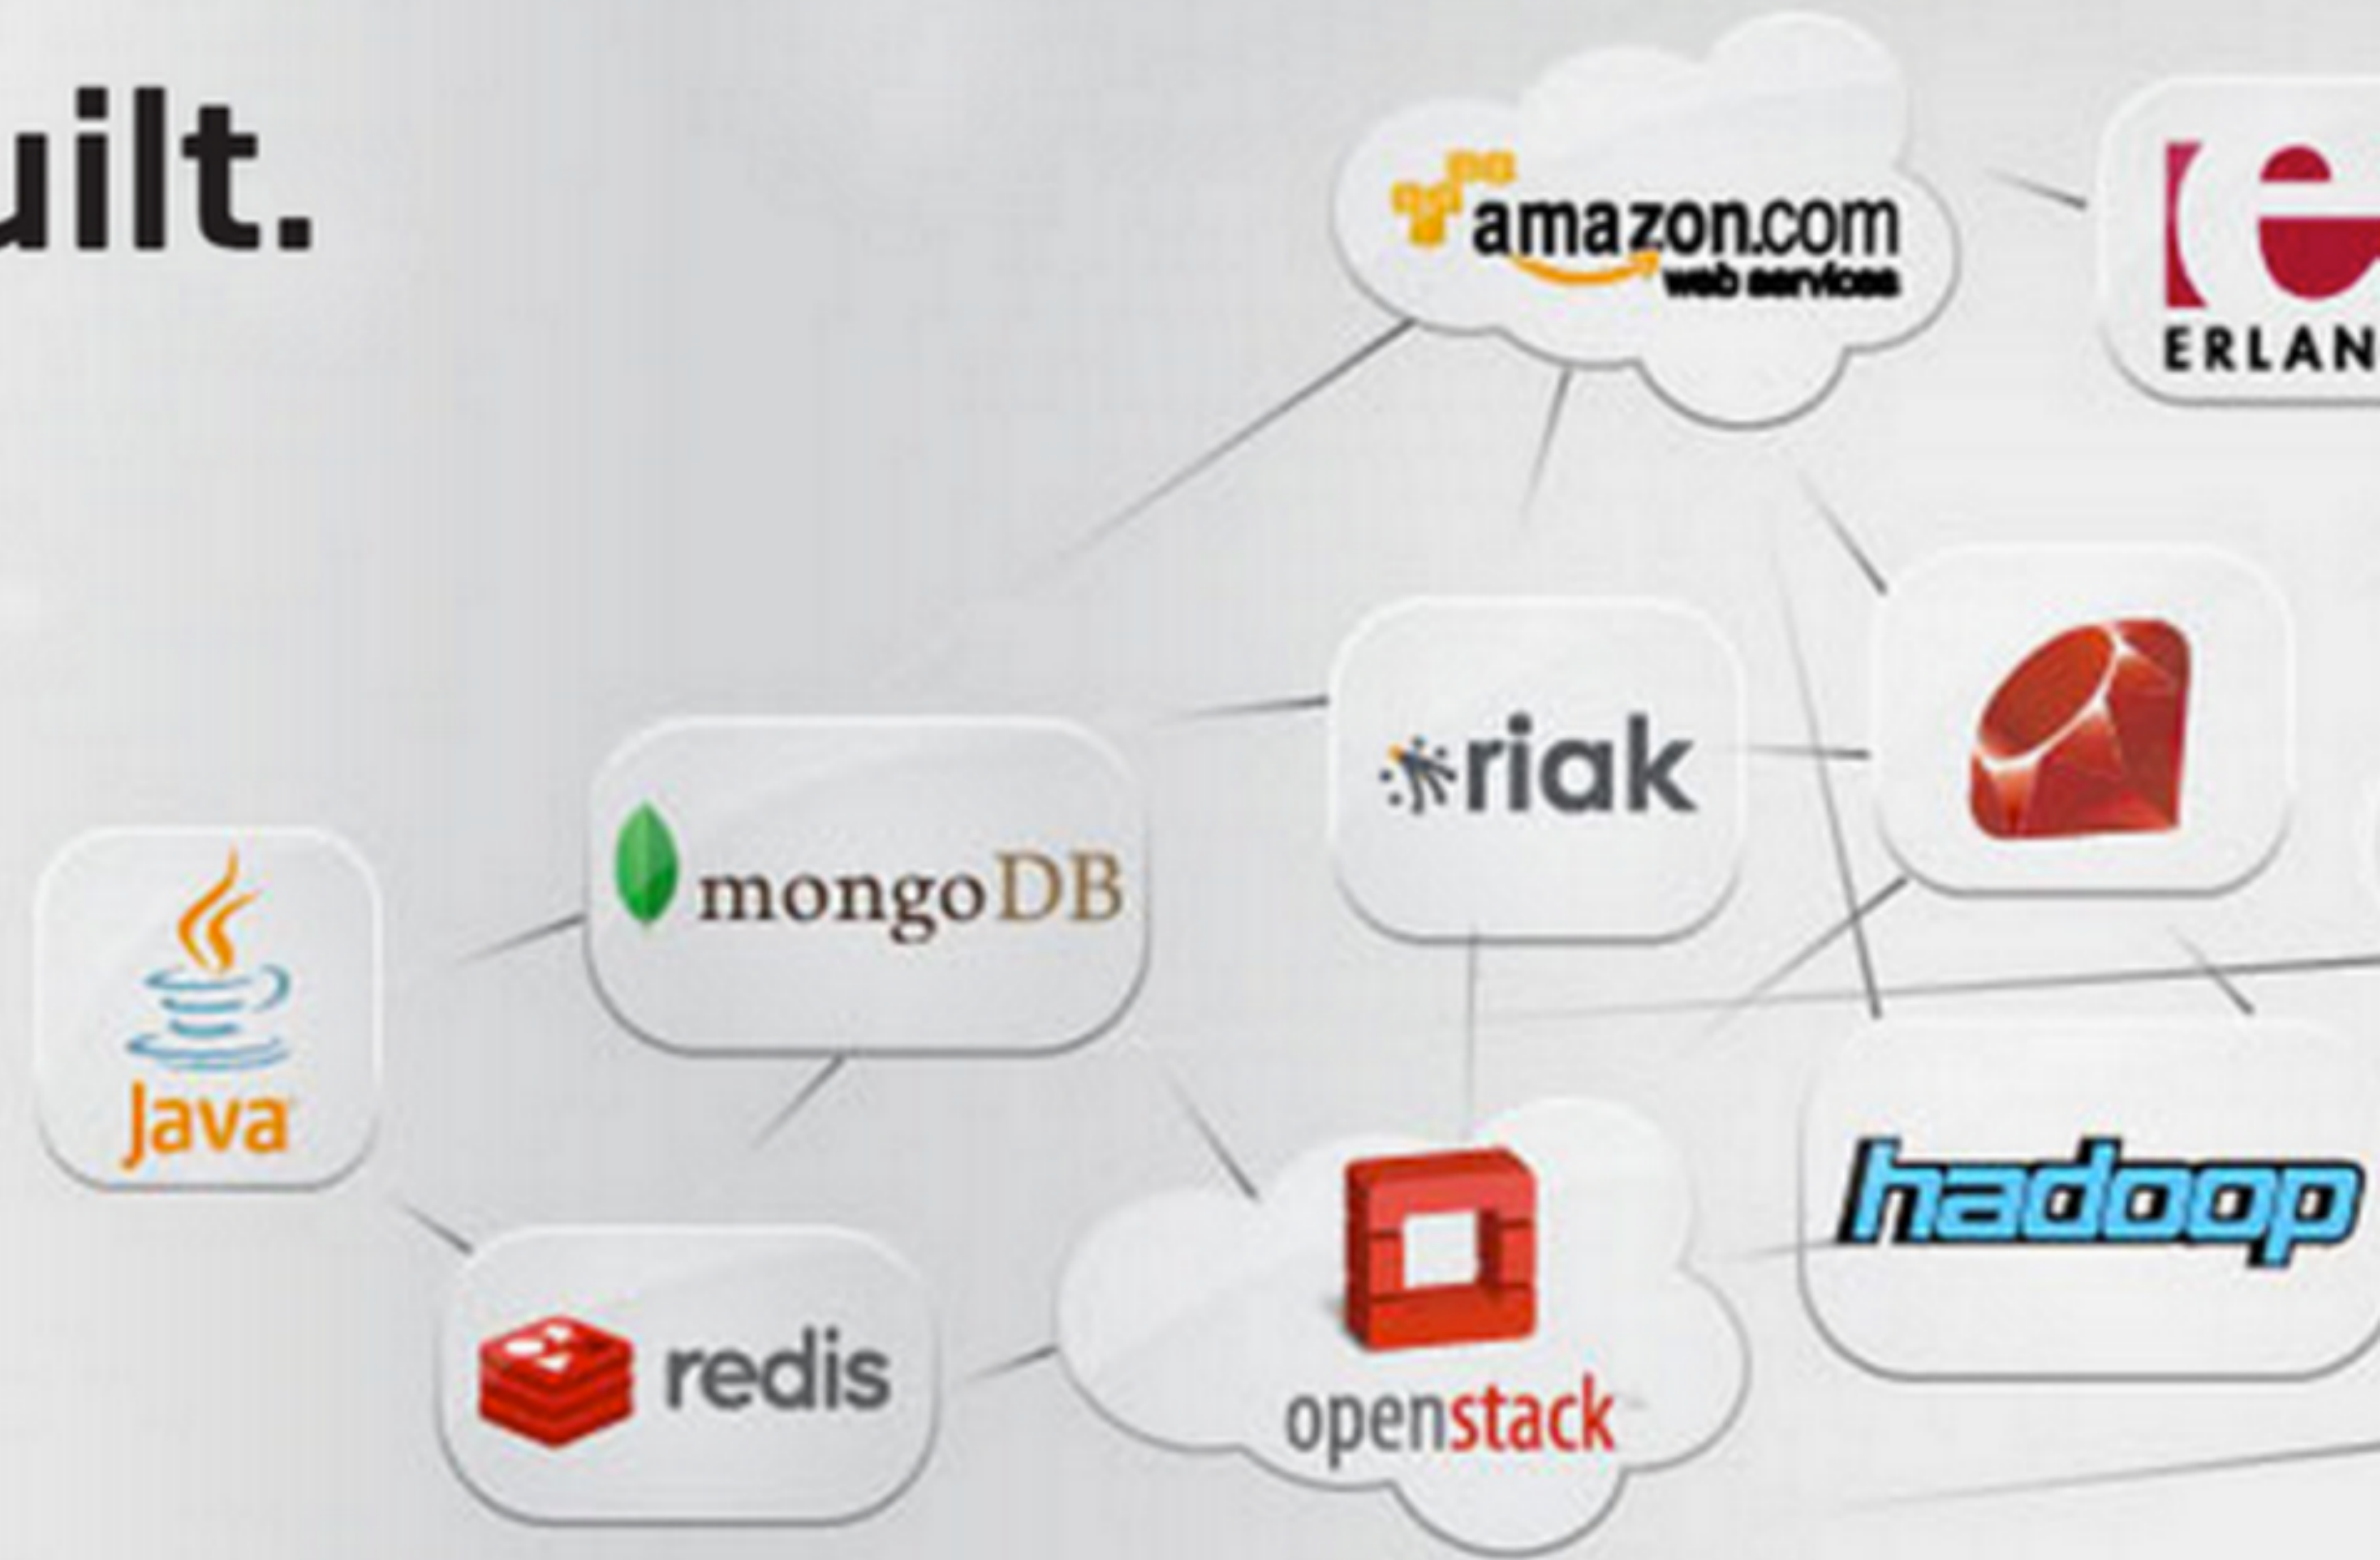 uilt.
amazon.com
web services
ERLAN
riak
mongoDB
Java
hadoop
redis
openstack